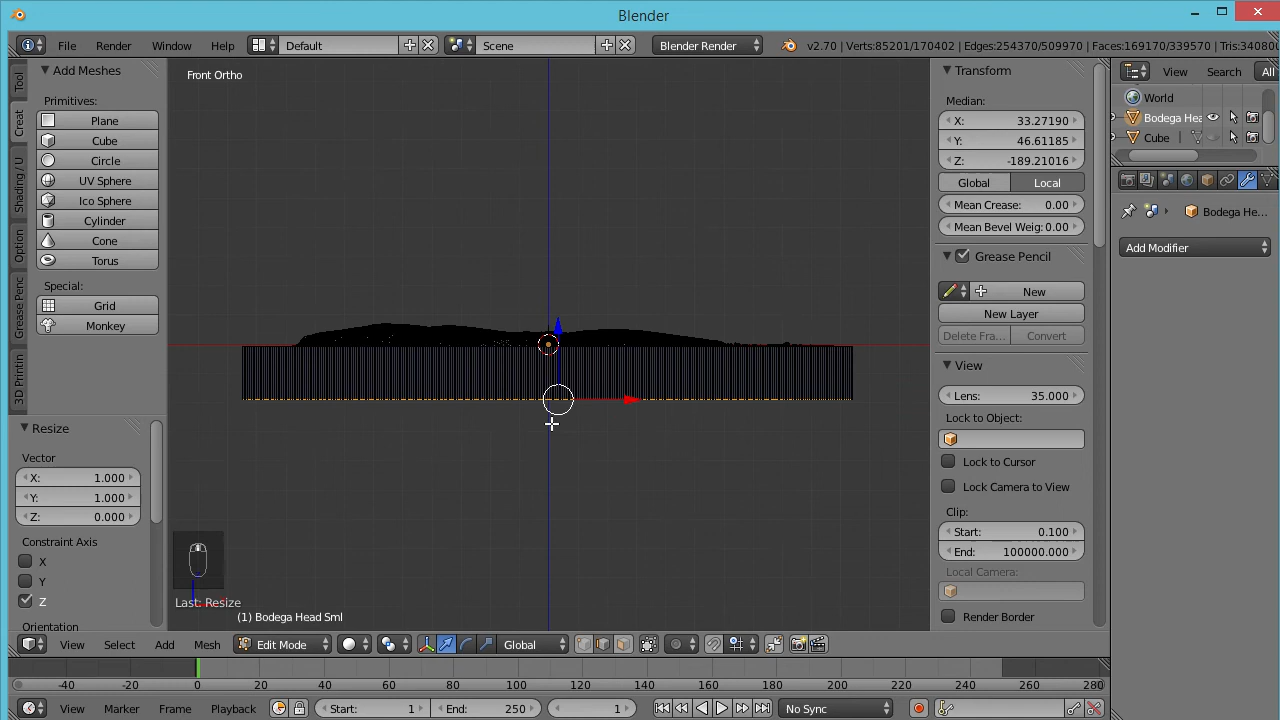 Blender
File Render Window Help Default Scene Blender Render v2.70 | Verts:85201/170402 | Edges:254370/509970 | Faces:169170/339570 | Tris:34080
Tool
Creat
Shading / U
Option
Grease Penc
3D Printin
Add Meshes
Primitives:
Plane
Cube
Circle
UV Sphere
Ico Sphere
Cylinder
Cone
Torus
Special:
Grid
Monkey
Resize
Vector
X: 1.000
Y: 1.000
Z: 0.000
Constraint Axis
X
Y
Z
Orientation
Front Ortho
Last: Resize
(1) Bodega Head Sml
Transform
Median:
X: 33.27190
Y: 46.61185
Z: -189.21016
Global Local
Mean Crease: 0.00
Mean Bevel Weig: 0.00
Grease Pencil
New
New Layer
Delete Fra... Convert
View
Lens: 35.000
Lock to Object:
Lock to Cursor
Lock Camera to View
Clip:
Start: 0.100
End: 100000.000
Local Camera:
Render Border
View Search All
World
Bodega Hea
Cube
Bodega He...
Add Modifier
View Select Add Mesh Edit Mode Global
-40 -20 0 20 40 60 80 100 120 140 160 180 200 220 240 260 280
View Marker Frame Playback Start: 1 End: 250 1 No Sync